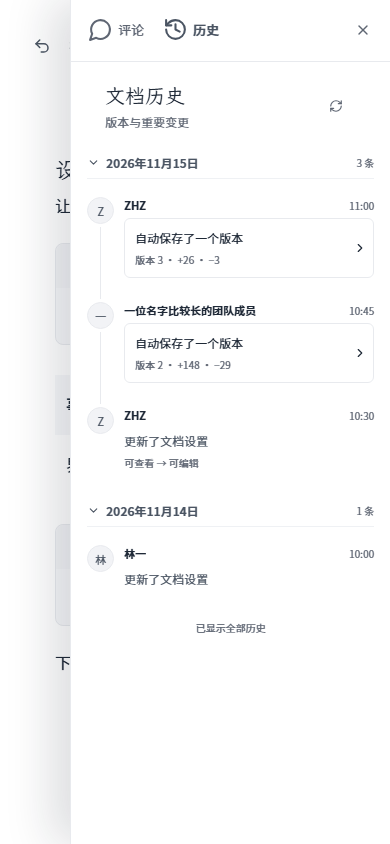 评论
历史
文档历史
版本与重要变更
2026年11月15日
3 条
Z
ZHZ
11:00
自动保存了一个版本
版本 3 • +26 • −3
一
一位名字比较长的团队成员
10:45
自动保存了一个版本
版本 2 • +148 • −29
Z
ZHZ
10:30
更新了文档设置
可查看 → 可编辑
2026年11月14日
1 条
林
林一
10:00
更新了文档设置
已显示全部历史
让
下